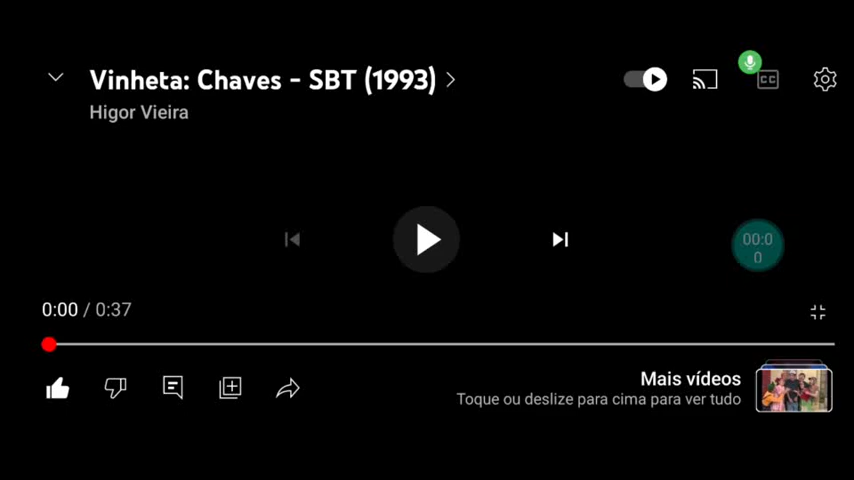 Vinheta: Chaves - SBT (1993)
Higor Vieira
CC
00:0
0
0:00 / 0:37
Mais vídeos
Toque ou deslize para cima para ver tudo